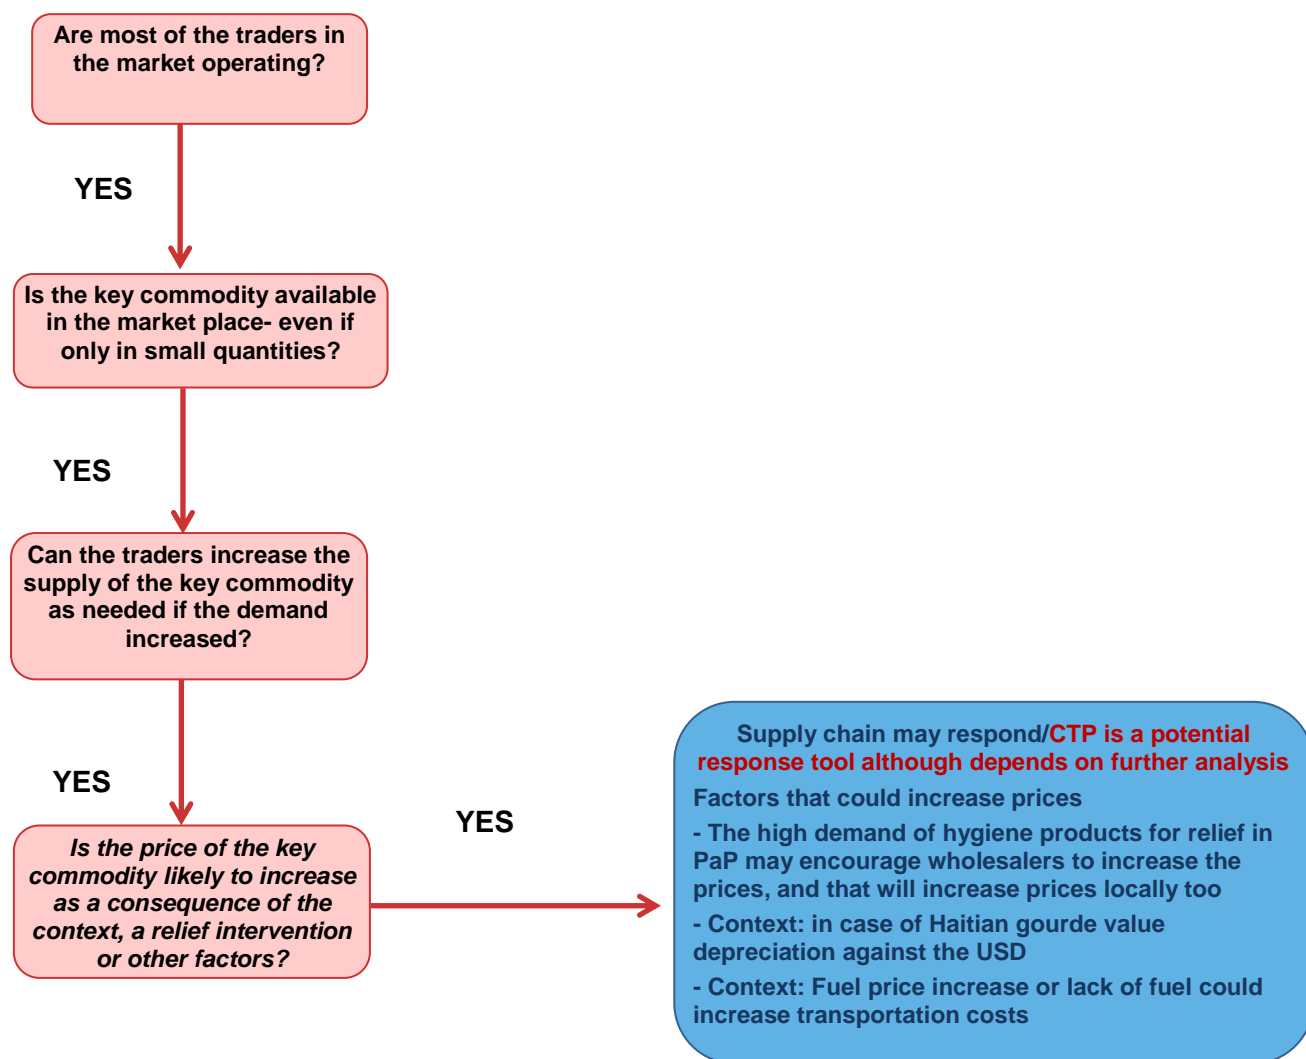 Are most of the traders in
the market operating?
YES
Is the key commodity available
in the market place- even if
only in small quantities?
YES
Can the traders increase the
supply of the key commodity
as needed if the demand
increased?
YES
Is the price of the key
commodity likely to increase
as a consequence of the
context, a relief intervention
or other factors?
YES
Supply chain may respond/CTP is a potential
response tool although depends on further analysis
Factors that could increase prices
- The high demand of hygiene products for relief in
PaP may encourage wholesalers to increase the
prices, and that will increase prices locally too
- Context: in case of Haitian gourde value
depreciation against the USD
- Context: Fuel price increase or lack of fuel could
increase transportation costs